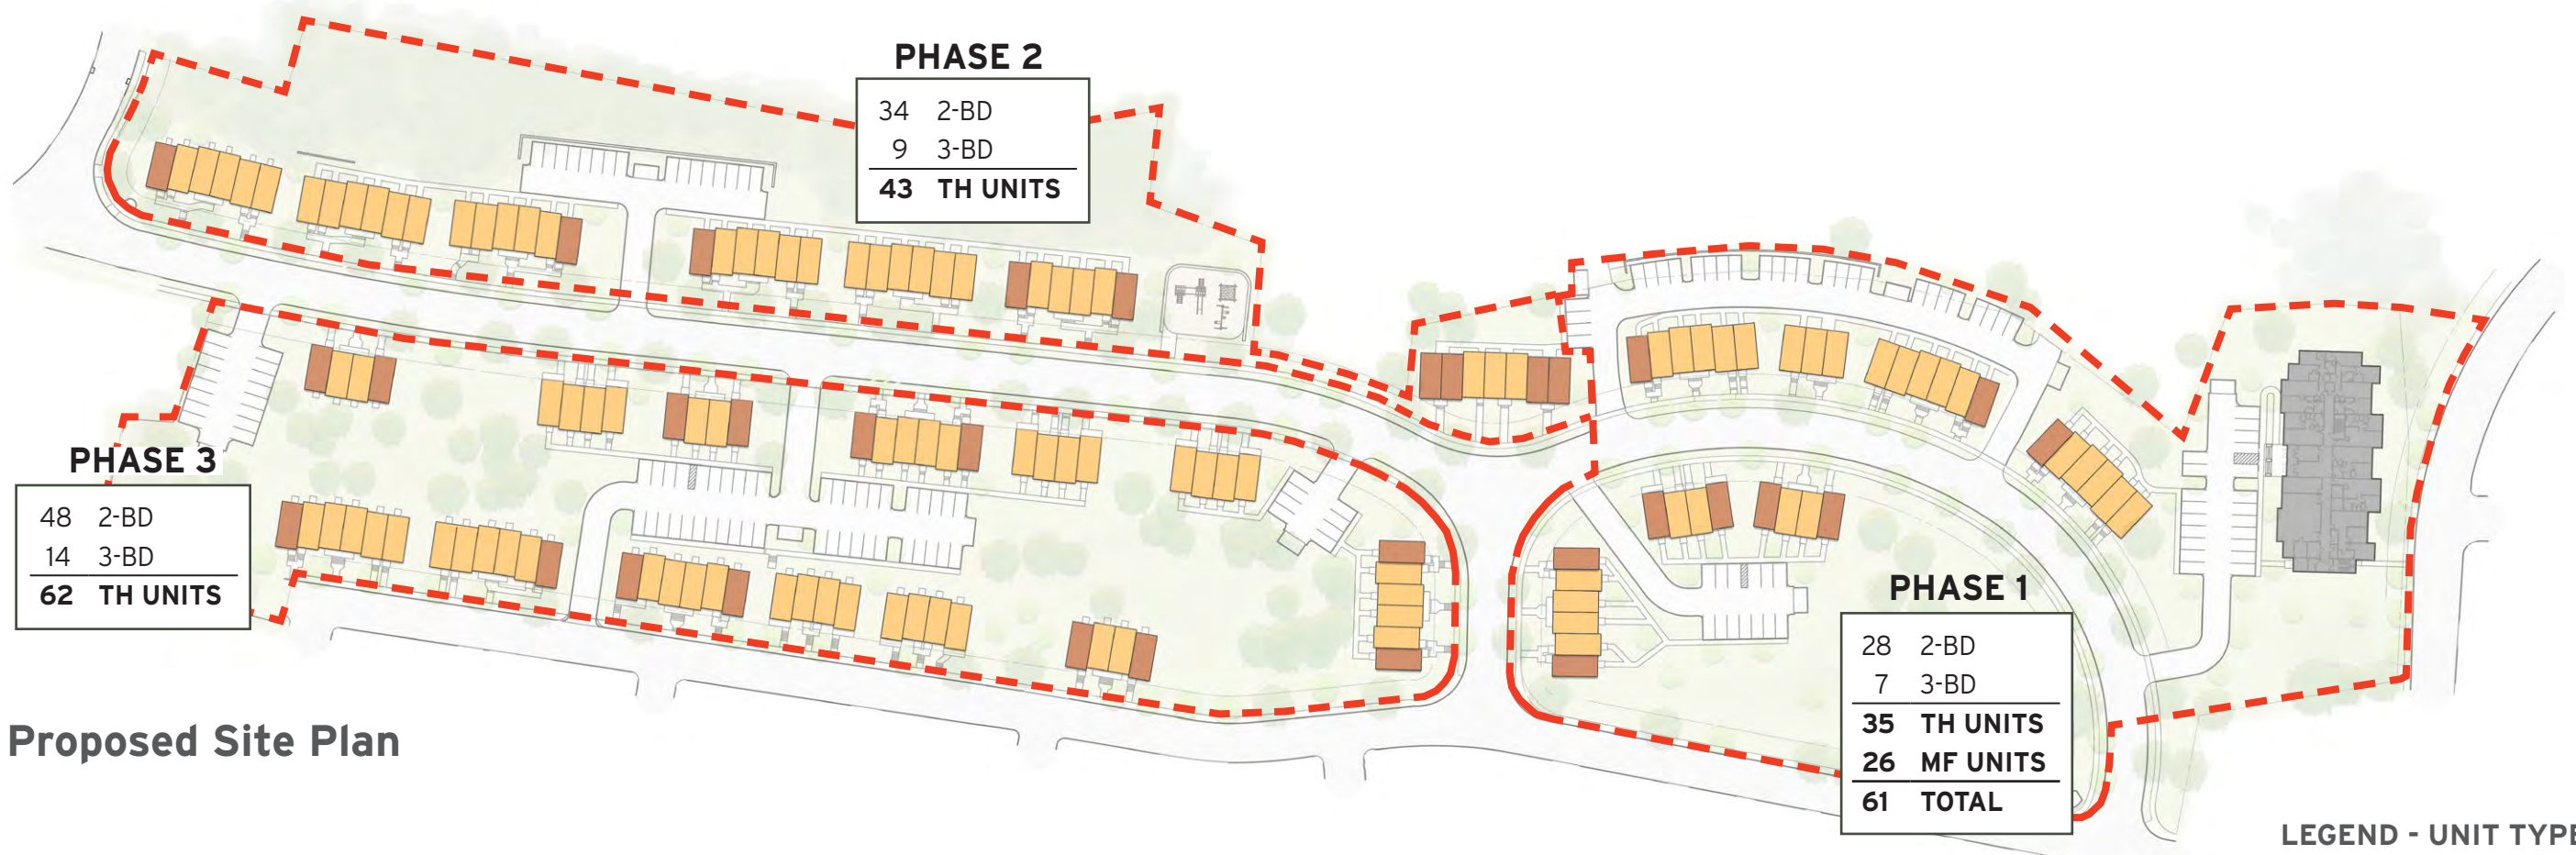 PHASE 2
34 2-BD
9 3-BD
43 TH UNITS
PHASE 3
48 2-BD
14 3-BD
62 TH UNITS
PHASE 1
28 2-BD
7 3-BD
35 TH UNITS
26 MF UNITS
61 TOTAL
Proposed Site Plan
LEGEND - UNIT TYPE